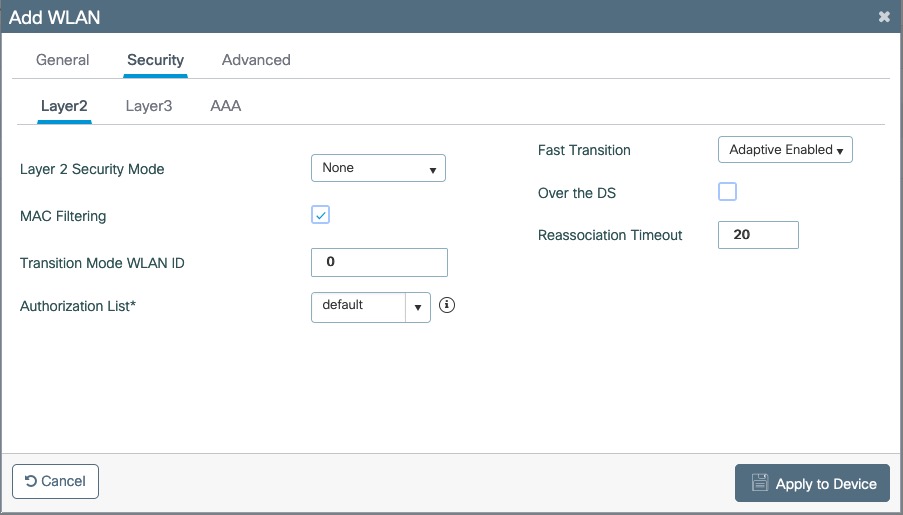 Add WLAN
General Security Advanced
Layer2 Layer3 AAA
Layer 2 Security Mode None
MAC Filtering
Transition Mode WLAN ID 0
Authorization List* default
Fast Transition Adaptive Enabled
Over the DS
Reassociation Timeout 20
Cancel
Apply to Device